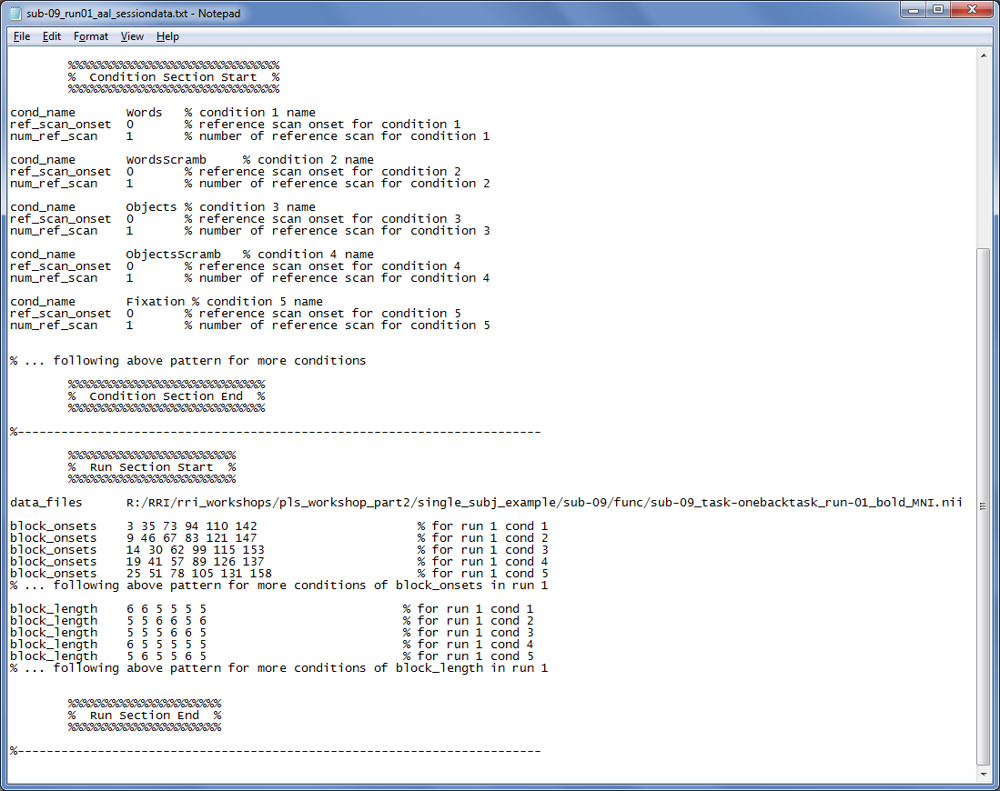 sub-09_run01_aal_sessiondata.txt - Notepad
File Edit Format View Help
%%%%%%%%%%%%%%%%%%%%%%%%%%%%%
%  Condition Section Start  %
%%%%%%%%%%%%%%%%%%%%%%%%%%%%%
cond_name       Words   % condition 1 name
ref_scan_onset  0       % reference scan onset for condition 1
num_ref_scan    1       % number of reference scan for condition 1
cond_name       WordsScramb     % condition 2 name
ref_scan_onset  0       % reference scan onset for condition 2
num_ref_scan    1       % number of reference scan for condition 2
cond_name       Objects % condition 3 name
ref_scan_onset  0       % reference scan onset for condition 3
num_ref_scan    1       % number of reference scan for condition 3
cond_name       ObjectsScramb   % condition 4 name
ref_scan_onset  0       % reference scan onset for condition 4
num_ref_scan    1       % number of reference scan for condition 4
cond_name       Fixation % condition 5 name
ref_scan_onset  0       % reference scan onset for condition 5
num_ref_scan    1       % number of reference scan for condition 5
% ... following above pattern for more conditions
%%%%%%%%%%%%%%%%%%%%%%%%%%%
%  Condition Section End  %
%%%%%%%%%%%%%%%%%%%%%%%%%%%
%------------------------------------------------------------------------
%%%%%%%%%%%%%%%%%%%%%%%
%  Run Section Start  %
%%%%%%%%%%%%%%%%%%%%%%%
data_files      R:/RRI/rri_workshops/pls_workshop_part2/single_subj_example/sub-09/func/sub-09_task-onebacktask_run-01_bold_MNI.nii
block_onsets    3 35 73 94 110 142                      % for run 1 cond 1
block_onsets    9 46 67 83 121 147                      % for run 1 cond 2
block_onsets    14 30 62 99 115 153                     % for run 1 cond 3
block_onsets    19 41 57 89 126 137                     % for run 1 cond 4
block_onsets    25 51 78 105 131 158                    % for run 1 cond 5
% ... following above pattern for more conditions of block_onsets in run 1
block_length    6 6 5 5 5 5                           % for run 1 cond 1
block_length    5 5 6 6 5 6                           % for run 1 cond 2
block_length    5 5 5 6 6 5                           % for run 1 cond 3
block_length    6 5 5 5 5 5                           % for run 1 cond 4
block_length    5 6 5 5 6 5                           % for run 1 cond 5
% ... following above pattern for more conditions of block_length in run 1
%%%%%%%%%%%%%%%%%%%%%
%  Run Section End  %
%%%%%%%%%%%%%%%%%%%%%
%------------------------------------------------------------------------